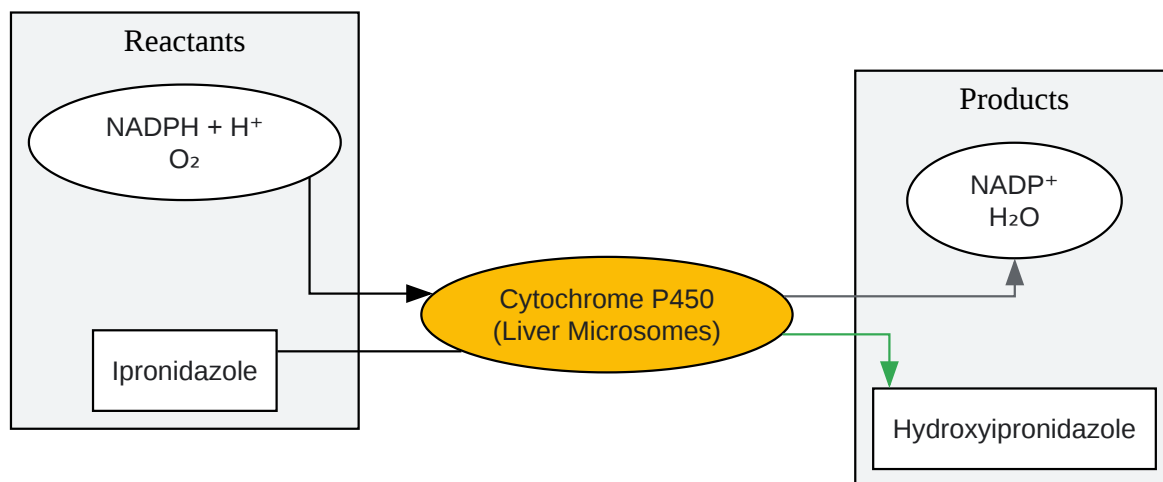 Reactants
NADPH + H⁺
O₂
Ipronidazole
Cytochrome P450
(Liver Microsomes)
Products
NADP⁺
H₂O
Hydroxyipronidazole